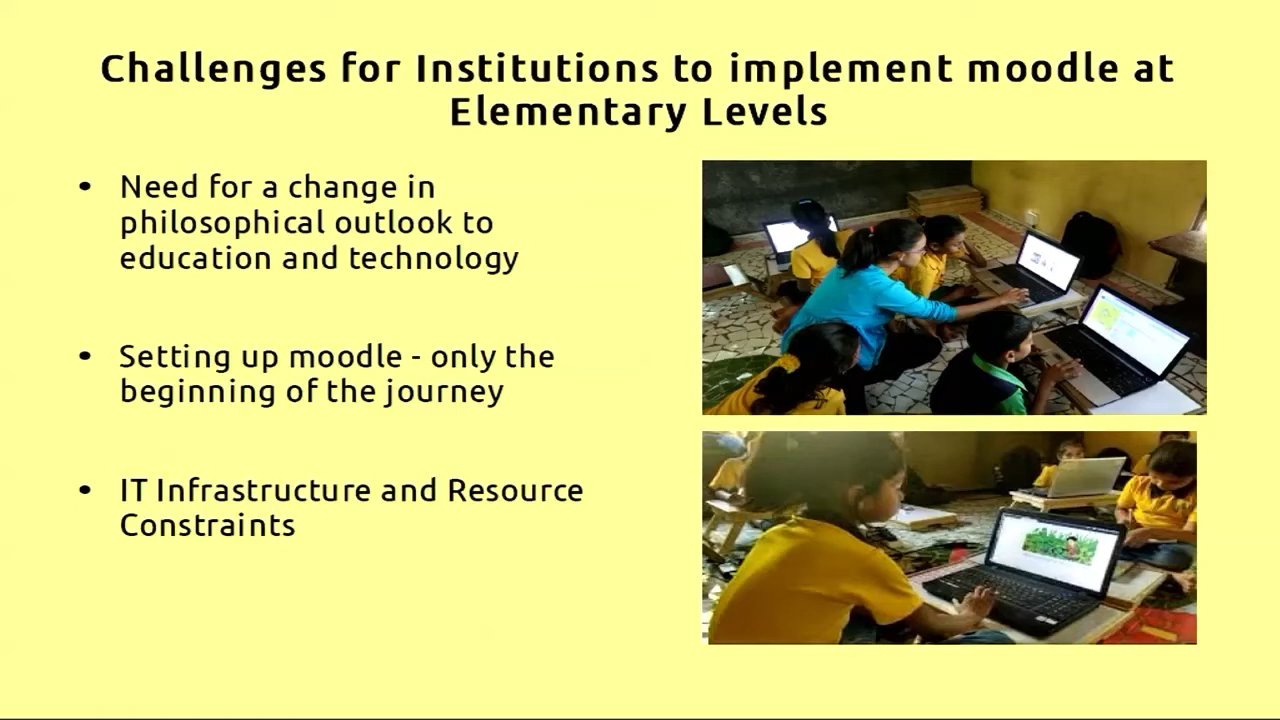 Challenges for Institutions to implement moodle at
Elementary Levels
• Need for a change in
philosophical outlook to
education and technology
• Setting up moodle - only the
beginning of the journey
• IT Infrastructure and Resource
Constraints